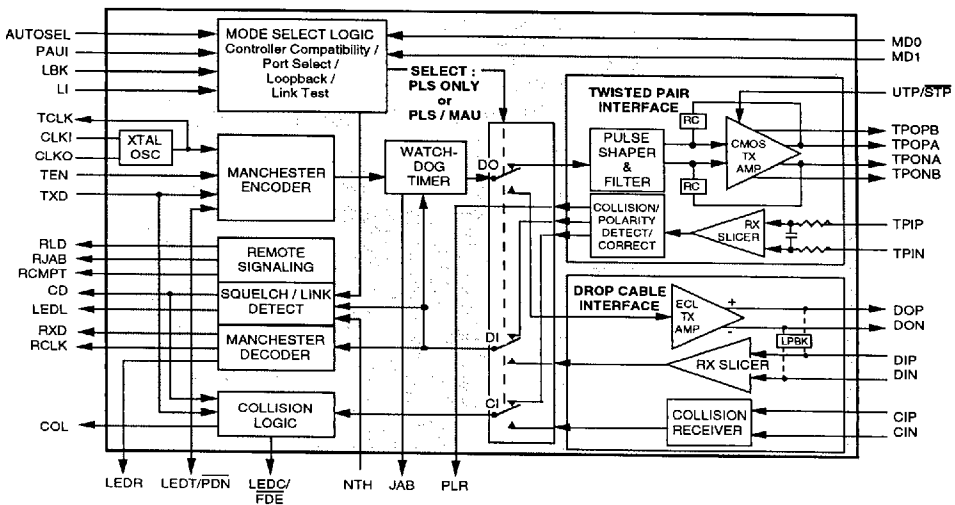 AUTOSEL
PAUI
LBK
LI
TCLK
CLKI
CLKO
TEN
TXD
RLD
RJAB
RCMPT
CD
LEDL
RXD
RCLK
COL
MODE SELECT LOGIC
Controller Compatibility /
Port Select /
Loopback /
Link Test
SELECT :
PLS ONLY
or
PLS / MAU
XTAL
OSC
MANCHESTER
ENCODER
WATCH-
DOG
TIMER
REMOTE
SIGNALING
SQUELCH / LINK
DETECT
MANCHESTER
DECODER
COLLISION
LOGIC
DO
DI
CI
TWISTED PAIR
INTERFACE
PULSE
SHAPER
&
FILTER
RC
RC
CMOS
TX
AMP
COLLISION/
POLARITY
DETECT/
CORRECT
RX
SLICER
DROP CABLE
INTERFACE
ECL
TX
AMP
+
-
LPBK
RX SLICER
COLLISION
RECEIVER
MD0
MD1
UTP/STP
TPOPB
TPOPA
TPONA
TPONB
TPIP
TPIN
DOP
DON
DIP
DIN
CIP
CIN
LEDR
LEDT/PDN
LEDC/
FDE
NTH
JAB
PLR